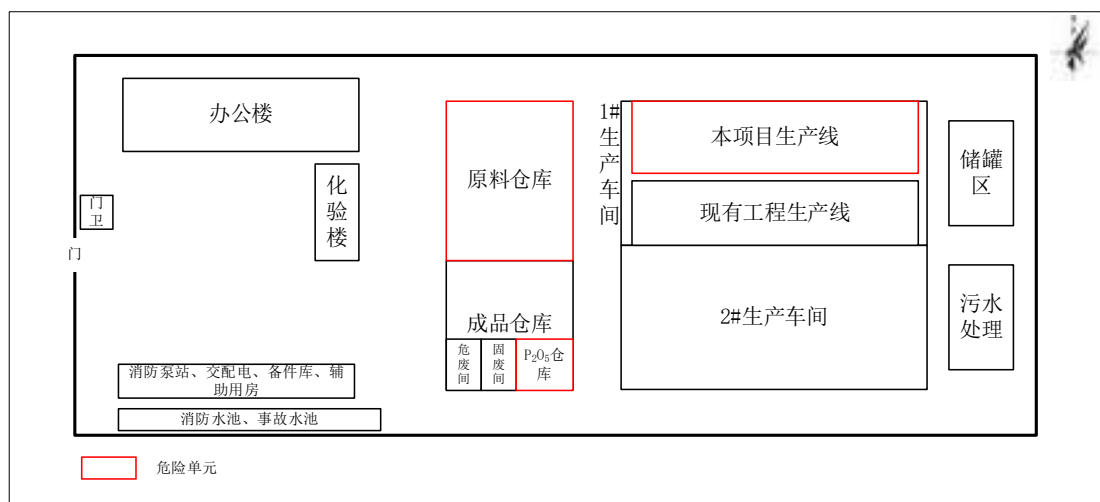 办公楼
化
验
楼
门
卫
门
原料仓库
成品仓库
危
废
间
固
废
间
P₂O₅仓
库
1#
生
产
车
间
本项目生产线
现有工程生产线
2#生产车间
储罐
区
污水
处理
消防泵站、交配电、备件库、辅
助用房
消防水池、事故水池
危险单元